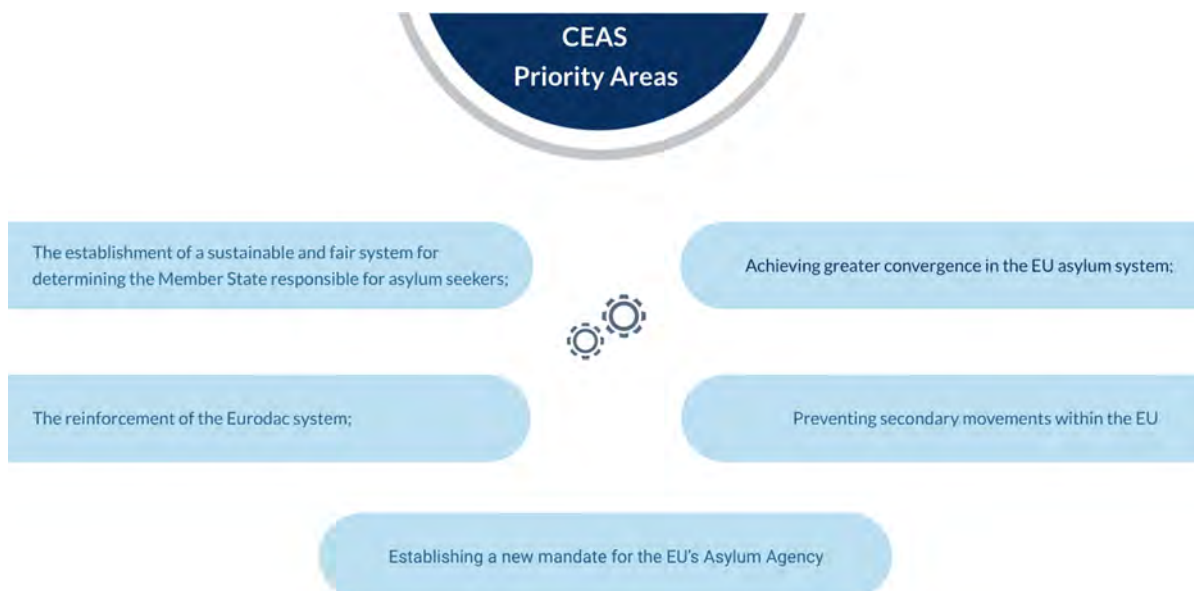 CEAS
Priority Areas
The establishment of a sustainable and fair system for
determining the Member State responsible for asylum seekers;
Achieving greater convergence in the EU asylum system;
The reinforcement of the Eurodac system;
Preventing secondary movements within the EU
Establishing a new mandate for the EU's Asylum Agency